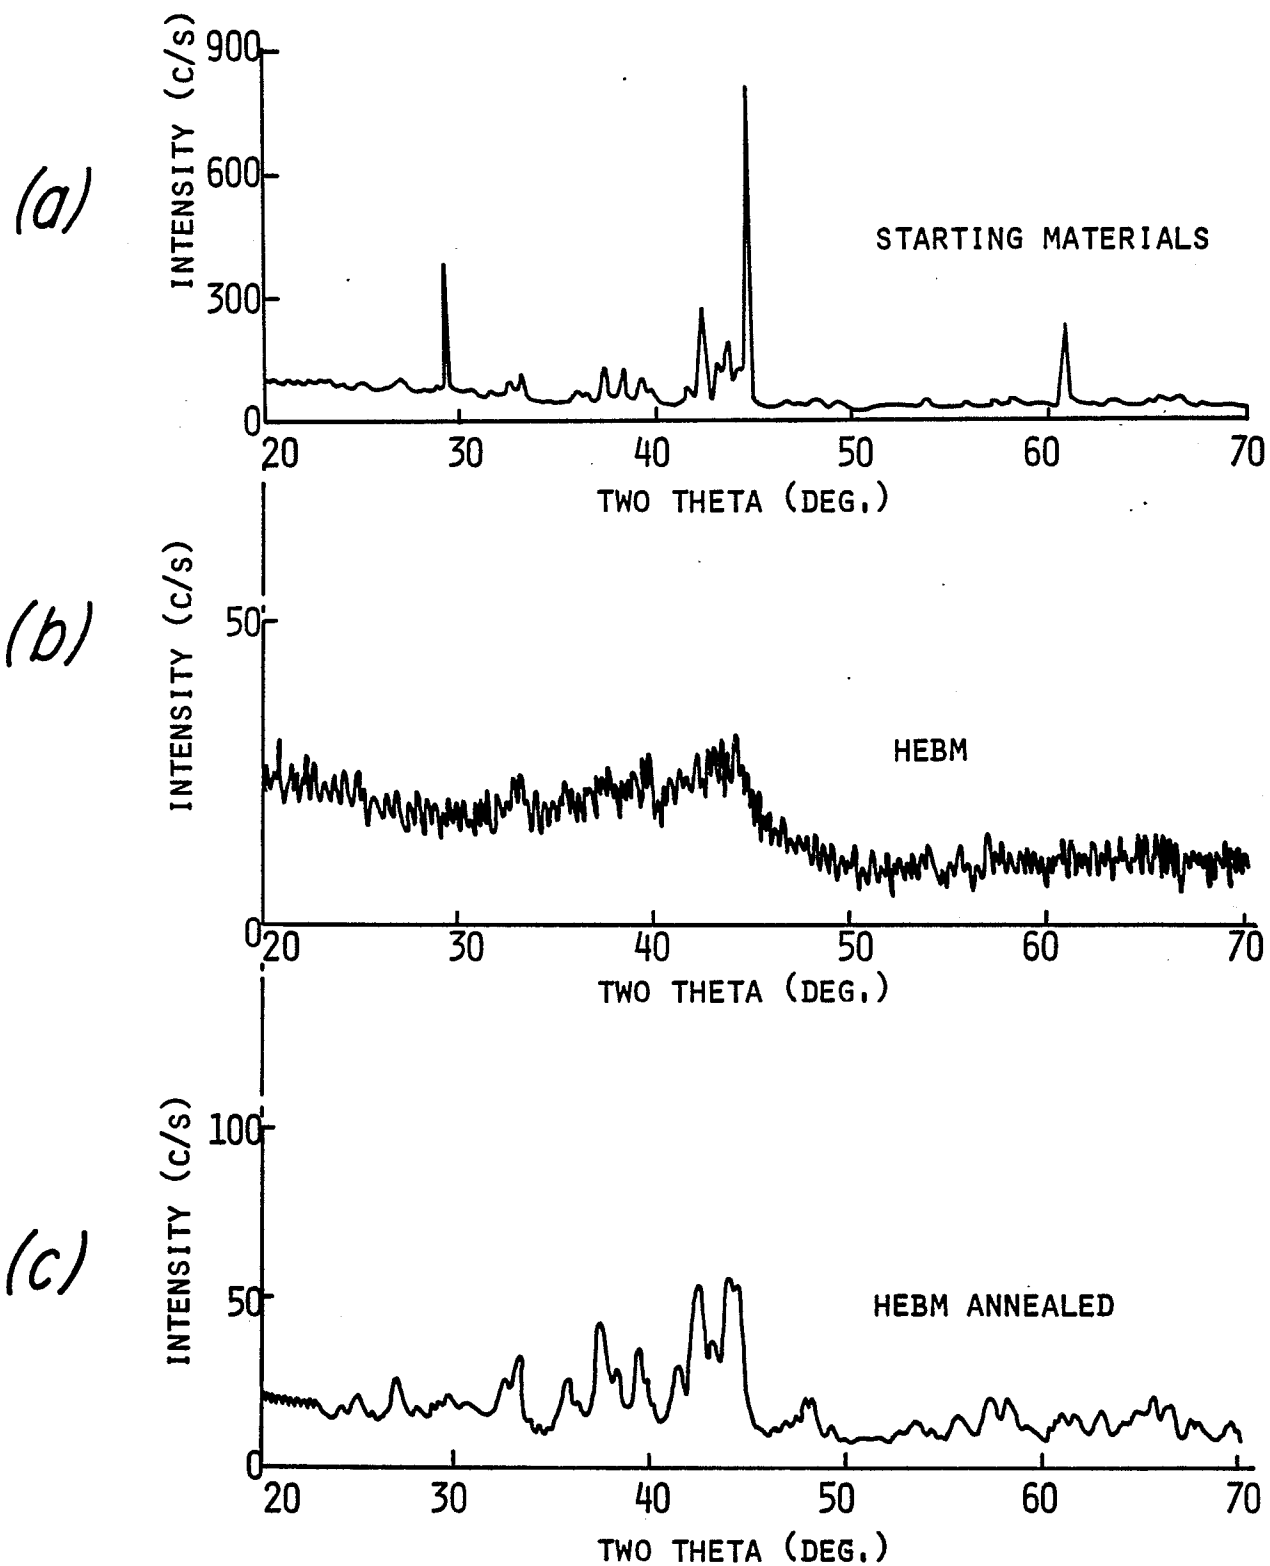 (a)
INTENSITY (c/s)
900
600
300
0
STARTING MATERIALS
20 30 40 50 60 70
TWO THETA (DEG.)
(b)
INTENSITY (c/s)
50
0
HEBM
20 30 40 50 60 70
TWO THETA (DEG.)
(c)
INTENSITY (c/s)
100
50
0
HEBM ANNEALED
20 30 40 50 60 70
TWO THETA (DEG.)